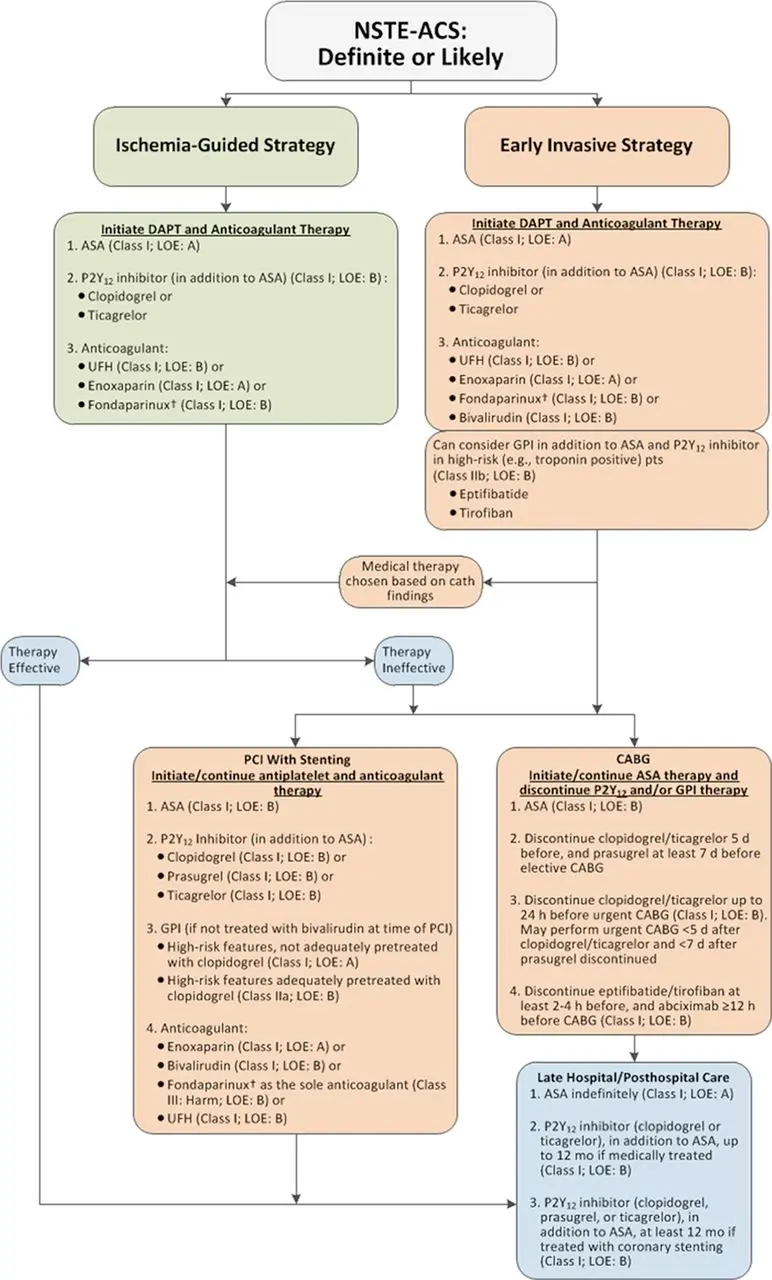 NSTE-ACS:
Definite or Likely
Ischemia-Guided Strategy
Early Invasive Strategy
Initiate DAPT and Anticoagulant Therapy
1. ASA (Class I; LOE: A)
2. P2Y₁₂ inhibitor (in addition to ASA) (Class I; LOE: B) :
● Clopidogrel or
● Ticagrelor
3. Anticoagulant:
● UFH (Class I; LOE: B) or
● Enoxaparin (Class I; LOE: A) or
● Fondaparinux† (Class I; LOE: B)
Initiate DAPT and Anticoagulant Therapy
1. ASA (Class I; LOE: A)
2. P2Y₁₂ inhibitor (in addition to ASA) (Class I; LOE: B):
● Clopidogrel or
● Ticagrelor
3. Anticoagulant:
● UFH (Class I; LOE: B) or
● Enoxaparin (Class I; LOE: A) or
● Fondaparinux† (Class I; LOE: B) or
● Bivalirudin (Class I; LOE: B)
Can consider GPI in addition to ASA and P2Y₁₂ inhibitor
in high-risk (e.g., troponin positive) pts
(Class IIb; LOE: B)
● Eptifibatide
● Tirofiban
Medical therapy
chosen based on cath
findings
Therapy
Effective
Therapy
Ineffective
PCI With Stenting
Initiate/continue antiplatelet and anticoagulant
therapy
1. ASA (Class I; LOE: B)
2. P2Y₁₂ Inhibitor (in addition to ASA) :
● Clopidogrel (Class I; LOE: B) or
● Prasugrel (Class I; LOE: B) or
● Ticagrelor (Class I; LOE: B)
3. GPI (if not treated with bivalirudin at time of PCI)
● High-risk features, not adequately pretreated
with clopidogrel (Class I; LOE: A)
● High-risk features adequately pretreated with
clopidogrel (Class IIa; LOE: B)
4. Anticoagulant:
● Enoxaparin (Class I; LOE: A) or
● Bivalirudin (Class I; LOE: B) or
● Fondaparinux† as the sole anticoagulant (Class
III: Harm; LOE: B) or
● UFH (Class I; LOE: B)
CABG
Initiate/continue ASA therapy and
discontinue P2Y₁₂ and/or GPI therapy
1. ASA (Class I; LOE: B)
2. Discontinue clopidogrel/ticagrelor 5 d
before, and prasugrel at least 7 d before
elective CABG
3. Discontinue clopidogrel/ticagrelor up to
24 h before urgent CABG (Class I; LOE: B).
May perform urgent CABG <5 d after
clopidogrel/ticagrelor and <7 d after
prasugrel discontinued
4. Discontinue eptifibatide/tirofiban at
least 2-4 h before, and abciximab ≥12 h
before CABG (Class I; LOE: B)
Late Hospital/Posthospital Care
1. ASA indefinitely (Class I; LOE: A)
2. P2Y₁₂ inhibitor (clopidogrel or
ticagrelor), in addition to ASA, up
to 12 mo if medically treated
(Class I; LOE: B)
3. P2Y₁₂ inhibitor (clopidogrel,
prasugrel, or ticagrelor), in
addition to ASA, at least 12 mo if
treated with coronary stenting
(Class I; LOE: B)